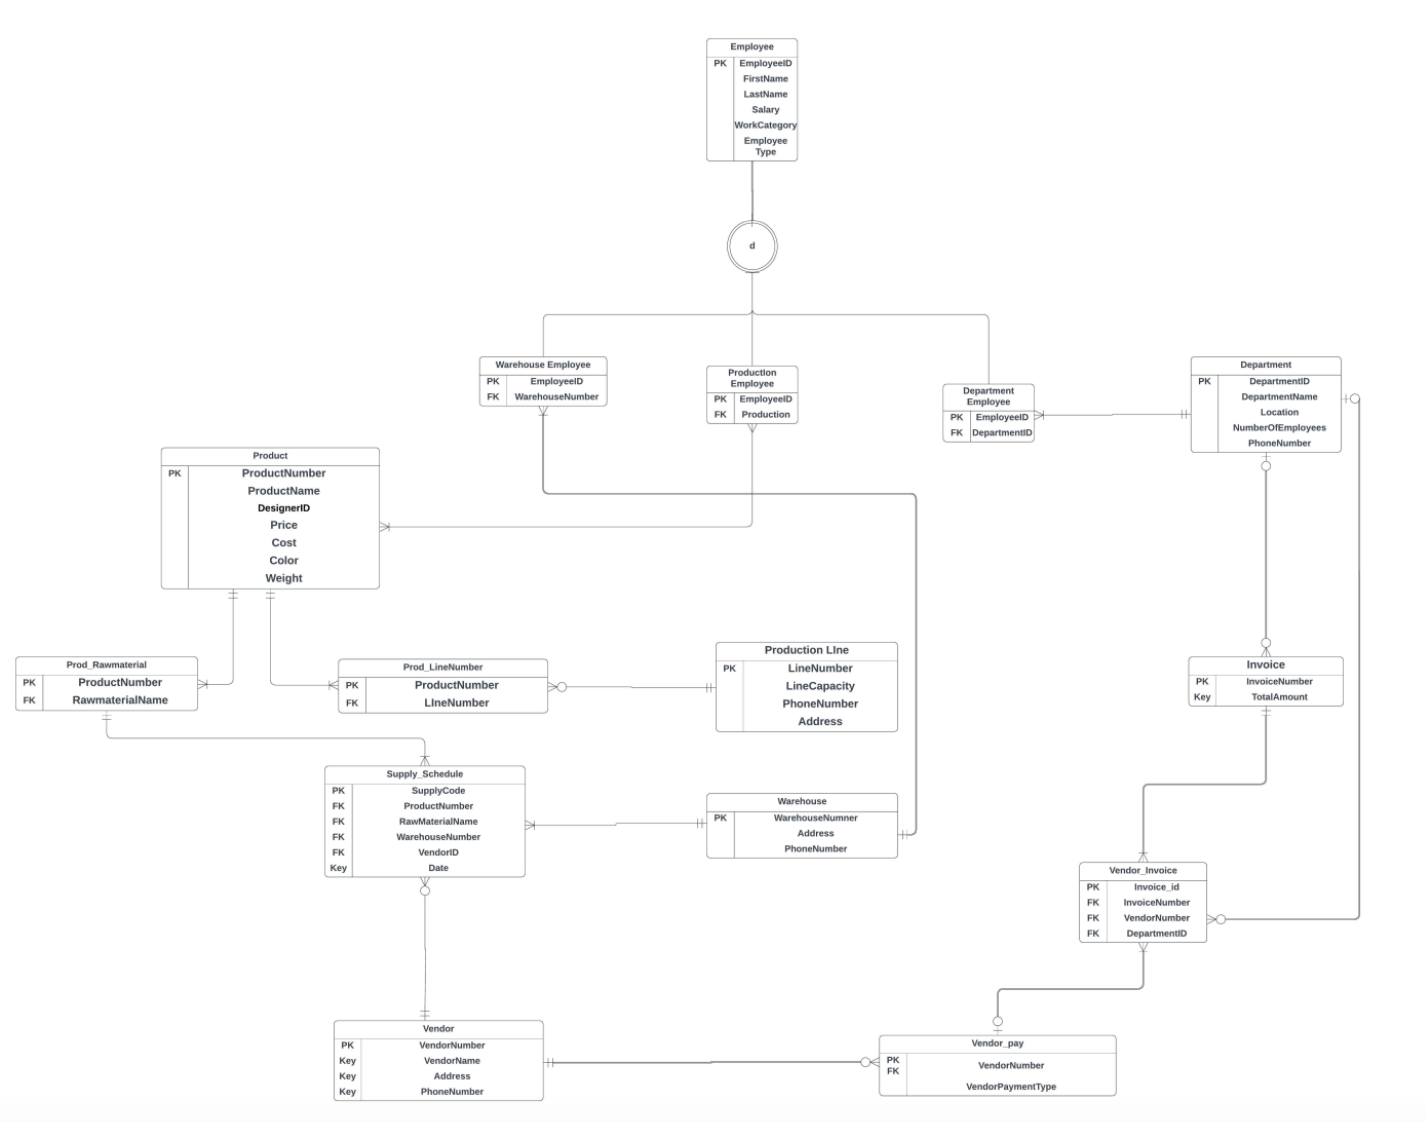 Employee
PK EmployeeID
FirstName
LastName
Salary
WorkCategory
Employee
Type
d
Warehouse Employee
PK EmployeeID
FK WarehouseNumber
Production
Employee
PK EmployeeID
FK Production
Department
Employee
PK EmployeeID
FK DepartmentID
Department
PK DepartmentID
DepartmentName
Location
NumberOfEmployees
PhoneNumber
Product
PK ProductNumber
ProductName
DesignerID
Price
Cost
Color
Weight
Prod_Rawmaterial
PK ProductNumber
FK RawmaterialName
Prod_LineNumber
PK ProductNumber
FK LIneNumber
Production LIne
PK LineNumber
LineCapacity
PhoneNumber
Address
Invoice
PK InvoiceNumber
Key TotalAmount
Supply_Schedule
PK SupplyCode
FK ProductNumber
FK RawMaterialName
FK WarehouseNumber
FK VendorID
Key Date
Warehouse
PK WarehouseNumner
Address
PhoneNumber
Vendor_Invoice
PK Invoice_id
FK InvoiceNumber
FK VendorNumber
FK DepartmentID
Vendor
PK VendorNumber
Key VendorName
Key Address
Key PhoneNumber
Vendor_pay
PK
FK VendorNumber
VendorPaymentType